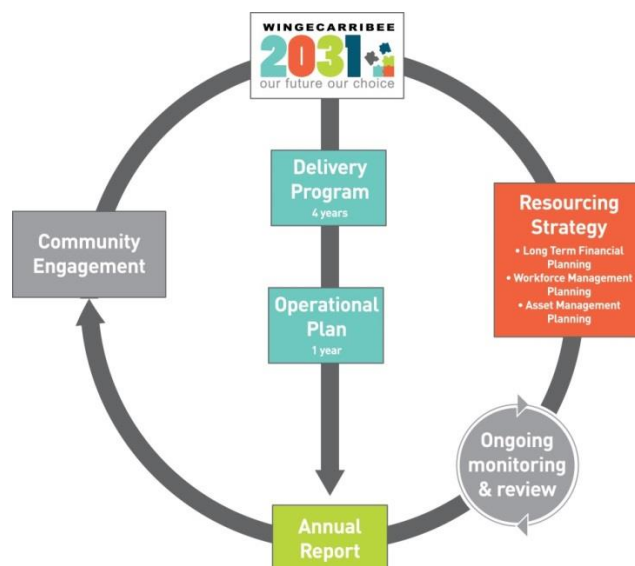 WINGECARRIBEE
2031
our future our choice
Delivery
Program
4 years
Community
Engagement
Resourcing
Strategy
• Long Term Financial
Planning
• Workforce Management
Planning
• Asset Management
Planning
Operational
Plan
1 year
Ongoing
monitoring
& review
Annual
Report